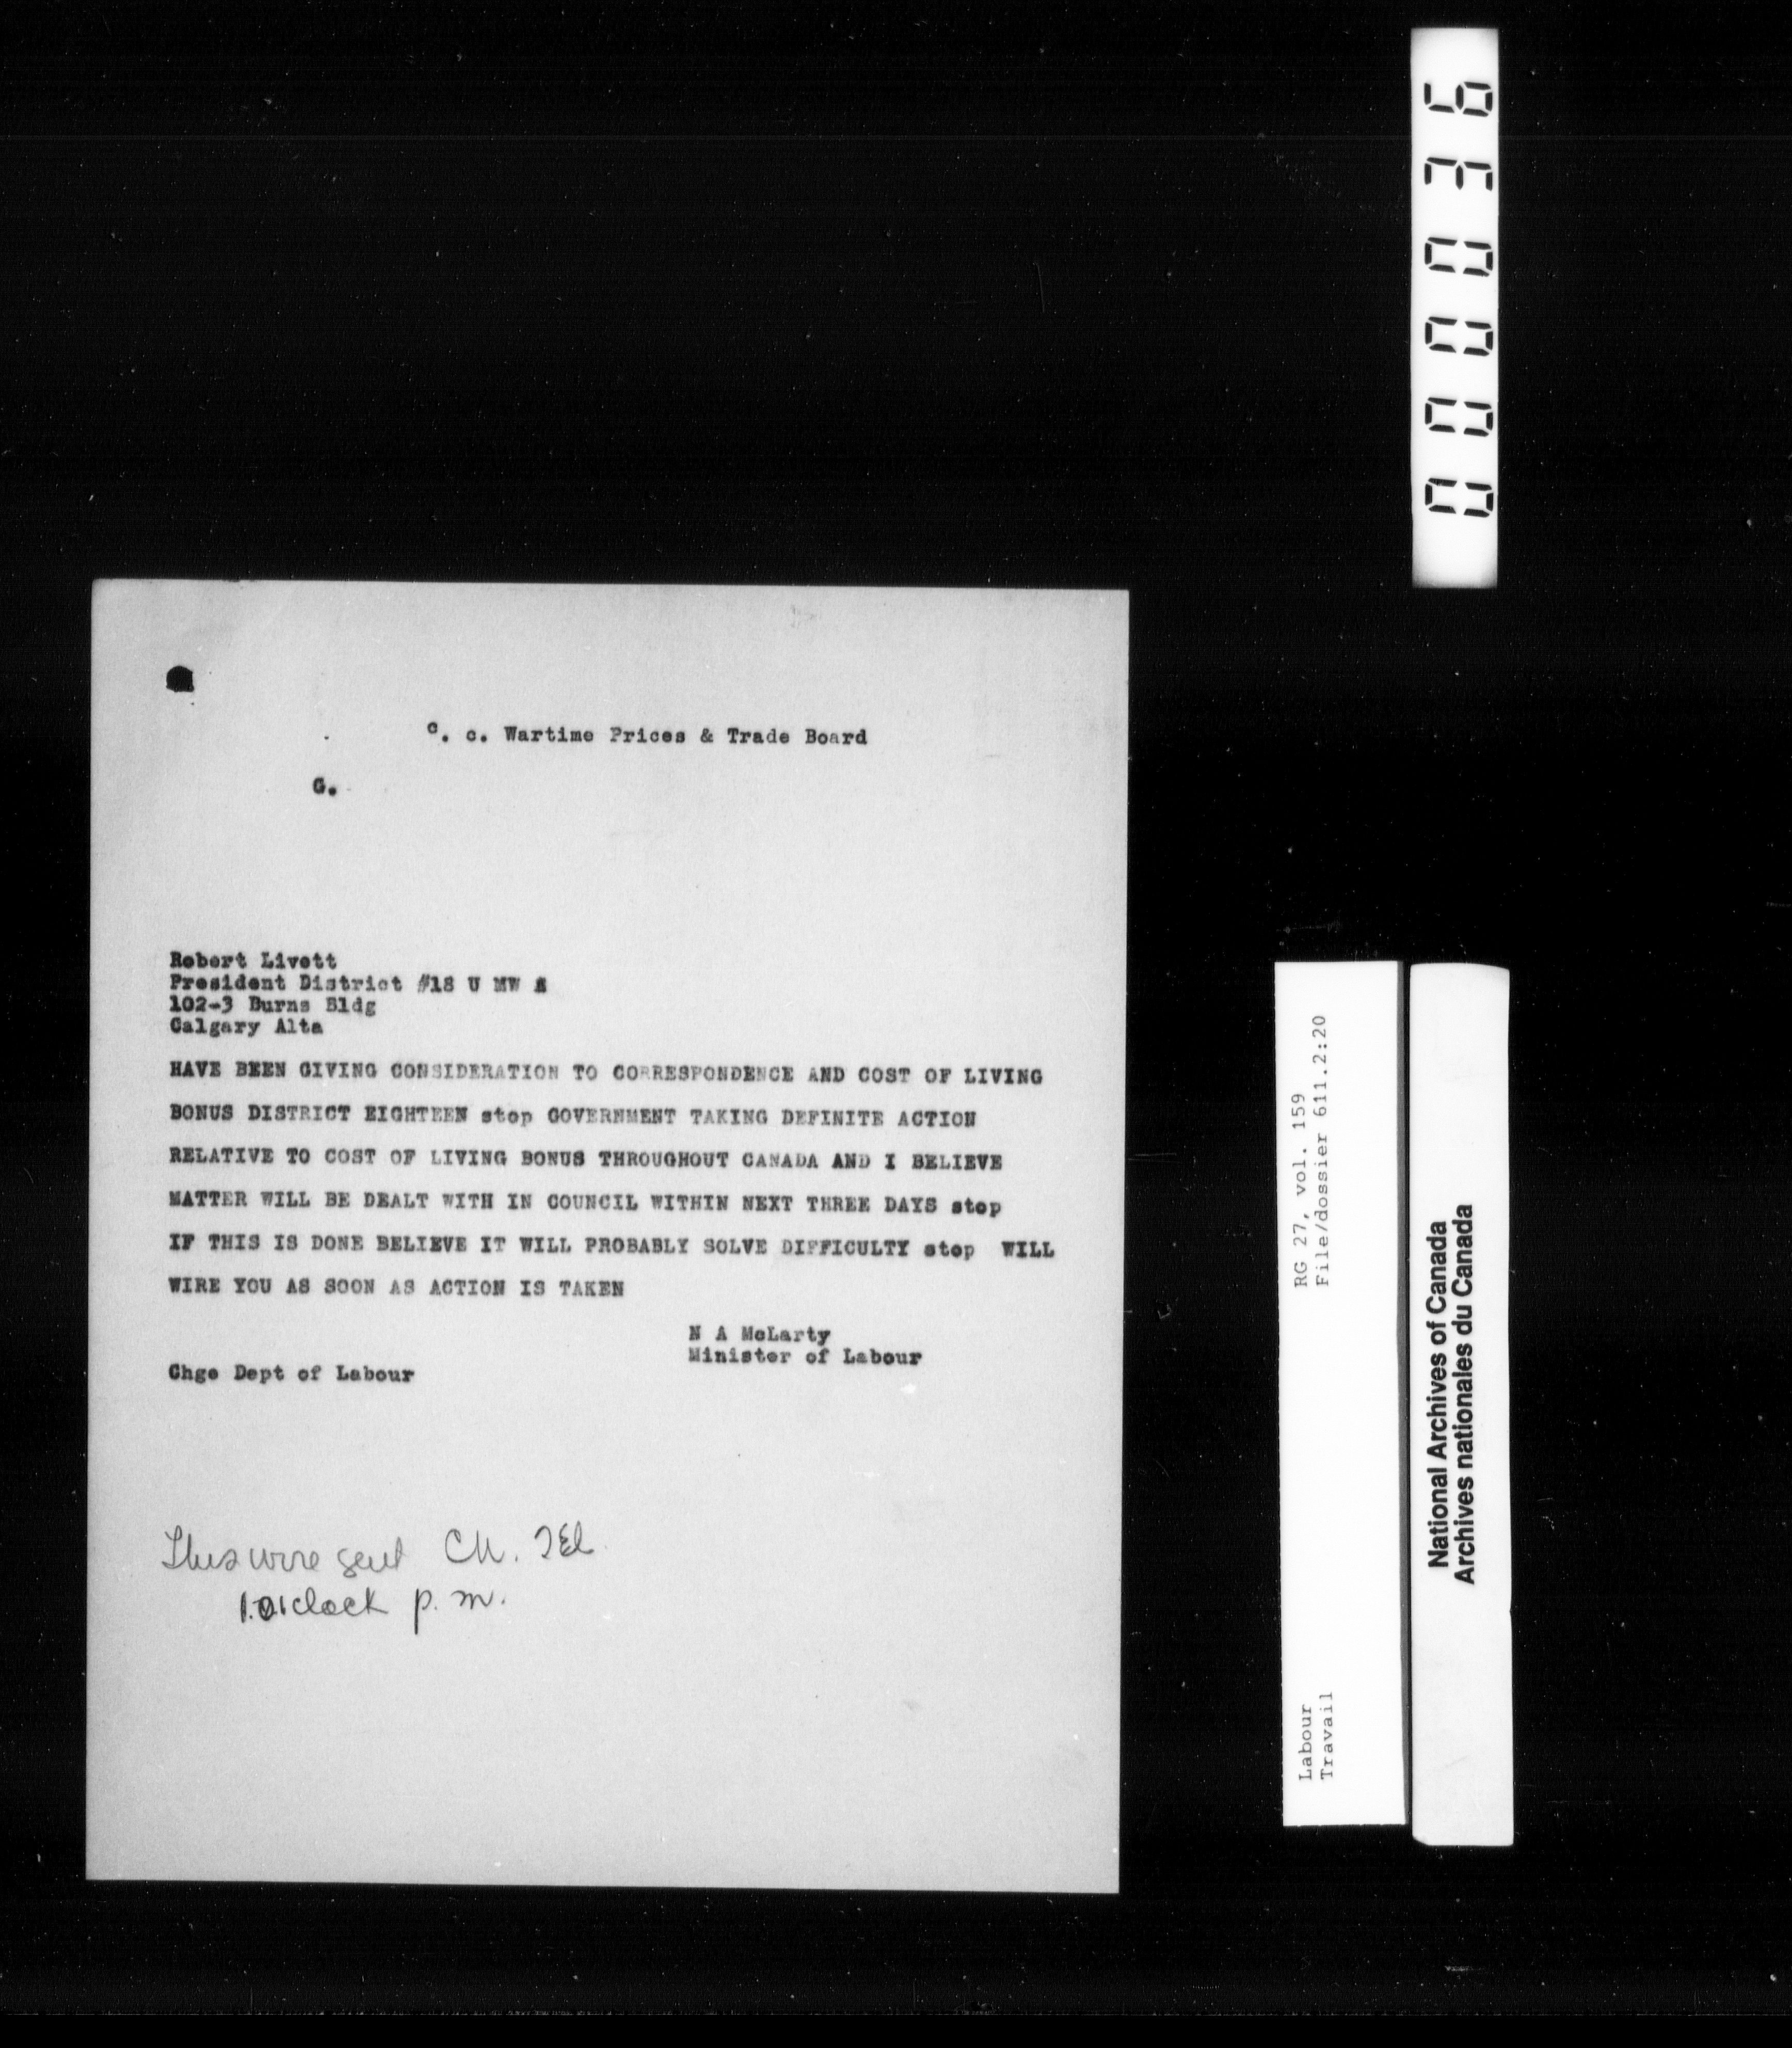 c. c. Wartime Prices & Trade Board
G.
Robert Livett
President District #18 U MW A
102-3 Burns Bldg
Calgary Alta
HAVE BEEN GIVING CONSIDERATION TO CORRESPONDENCE AND COST OF LIVING
BONUS DISTRICT EIGHTEEN stop GOVERNMENT TAKING DEFINITE ACTION
RELATIVE TO COST OF LIVING BONUS THROUGHOUT CANADA AND I BELIEVE
MATTER WILL BE DEALT WITH IN COUNCIL WITHIN NEXT THREE DAYS stop
IF THIS IS DONE BELIEVE IT WILL PROBABLY SOLVE DIFFICULTY stop WILL
WIRE YOU AS SOON AS ACTION IS TAKEN
N A McLarty
Minister of Labour
Chge Dept of Labour
This wire sent
o'clock p.m.
000036
RG 27, vol. 159
File/dossier 611.2:20
Labour
Travail
National Archives of Canada
Archives nationales du Canada